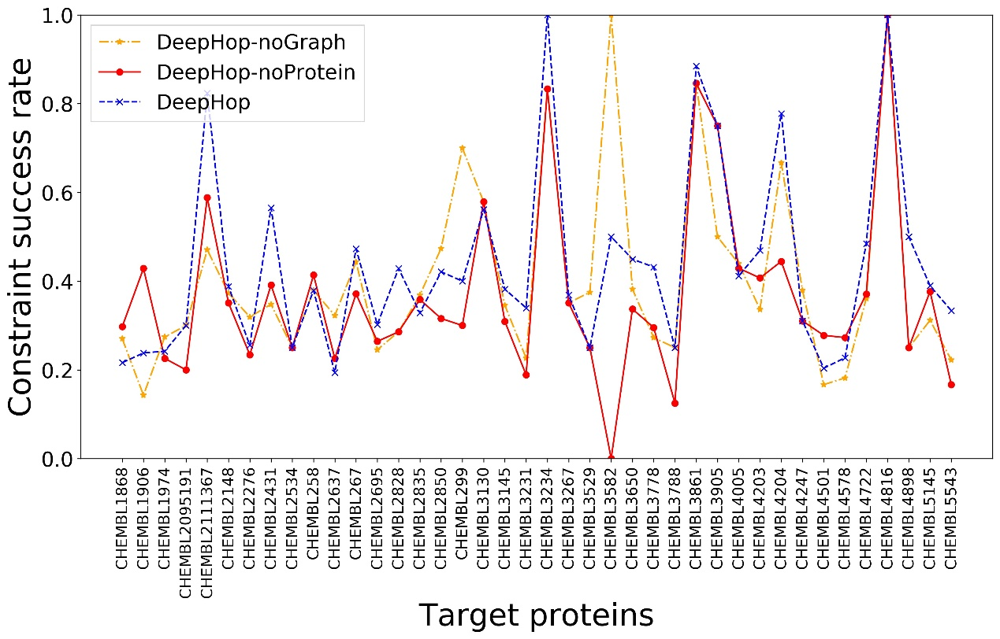 1.0
0.8
0.6
0.4
0.2
0.0
Constraint success rate
DeepHop-noGraph
DeepHop-noProtein
DeepHop
CHEMBL1868
CHEMBL1906
CHEMBL1974
CHEMBL2095191
CHEMBL2111367
CHEMBL2148
CHEMBL2276
CHEMBL2431
CHEMBL2534
CHEMBL258
CHEMBL2637
CHEMBL267
CHEMBL2695
CHEMBL2828
CHEMBL2835
CHEMBL2850
CHEMBL299
CHEMBL3130
CHEMBL3145
CHEMBL3231
CHEMBL3234
CHEMBL3267
CHEMBL3529
CHEMBL3582
CHEMBL3650
CHEMBL3778
CHEMBL3788
CHEMBL3861
CHEMBL3905
CHEMBL4005
CHEMBL4203
CHEMBL4204
CHEMBL4247
CHEMBL4501
CHEMBL4578
CHEMBL4722
CHEMBL4816
CHEMBL4898
CHEMBL5145
CHEMBL5543
Target proteins